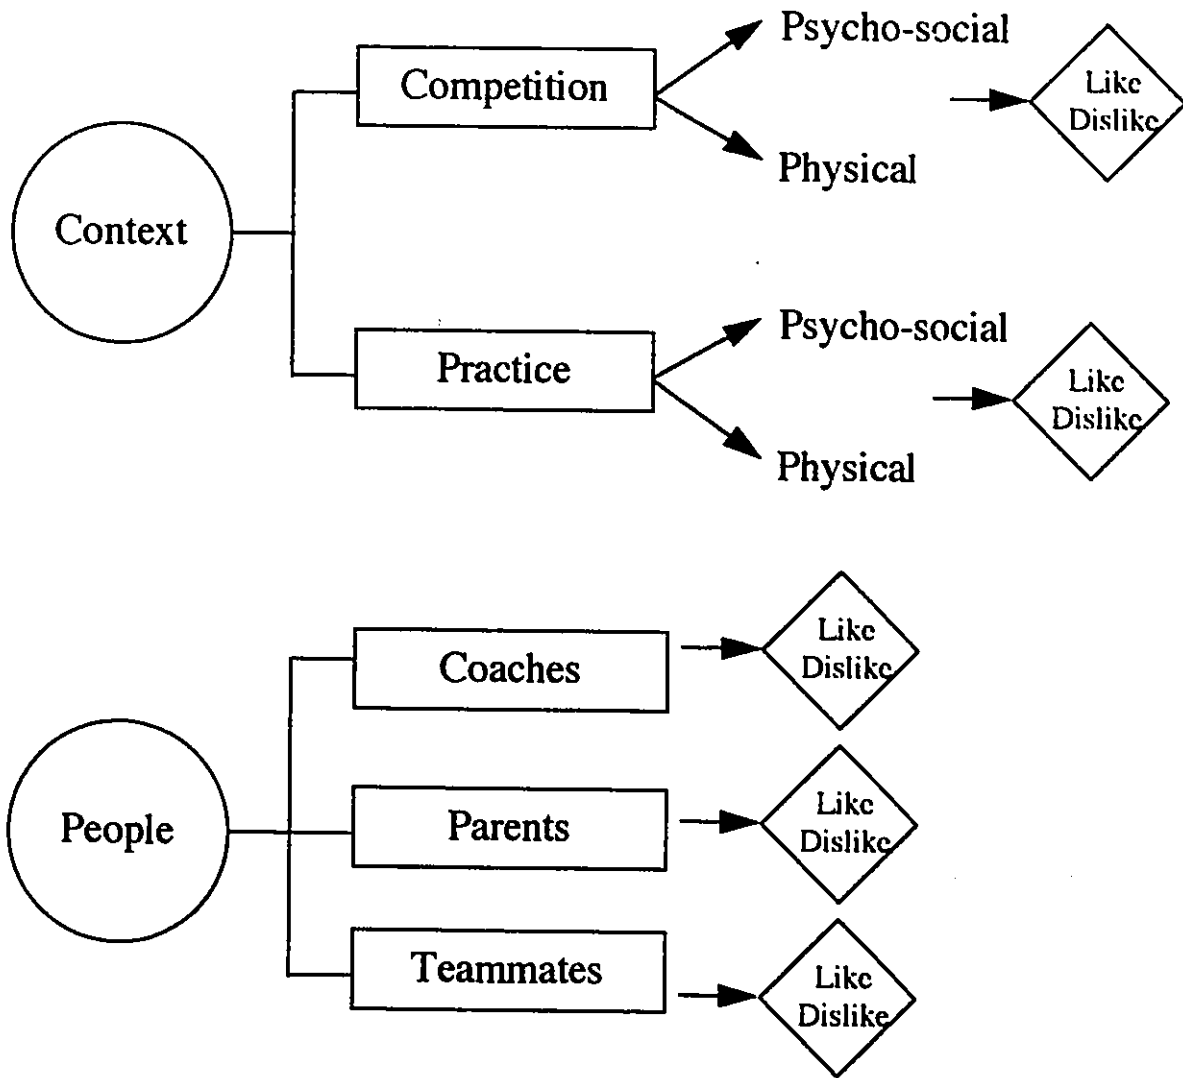 Psycho-social
Competition
Like
Dislike
Physical
Context
Psycho-social
Practice
Like
Dislike
Physical
Like
Dislike
Coaches
People
Parents
Like
Dislike
Teammates
Like
Dislike